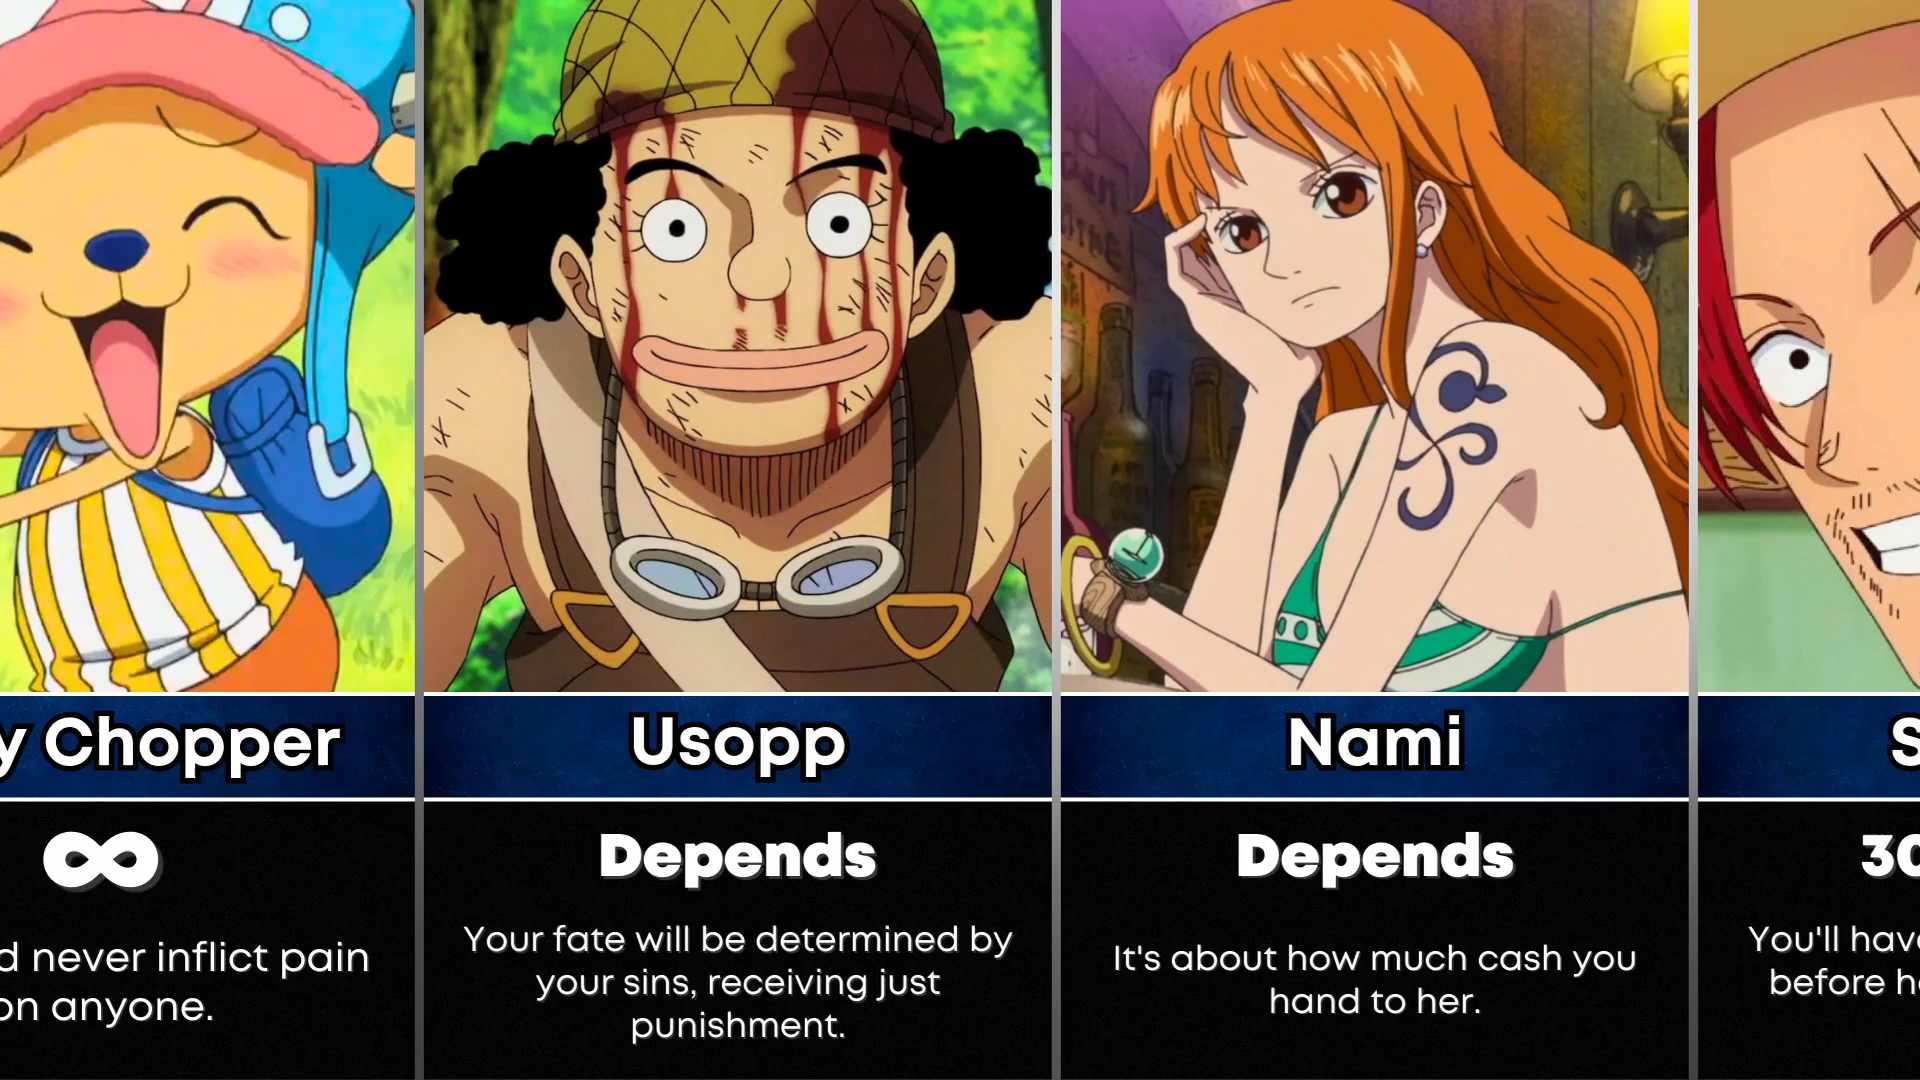 y Chopper
∞
d never inflict pain
on anyone.
Usopp
Depends
Your fate will be determined by
your sins, receiving just
punishment.
Nami
Depends
It's about how much cash you
hand to her.
S
30
You'll hav
before h